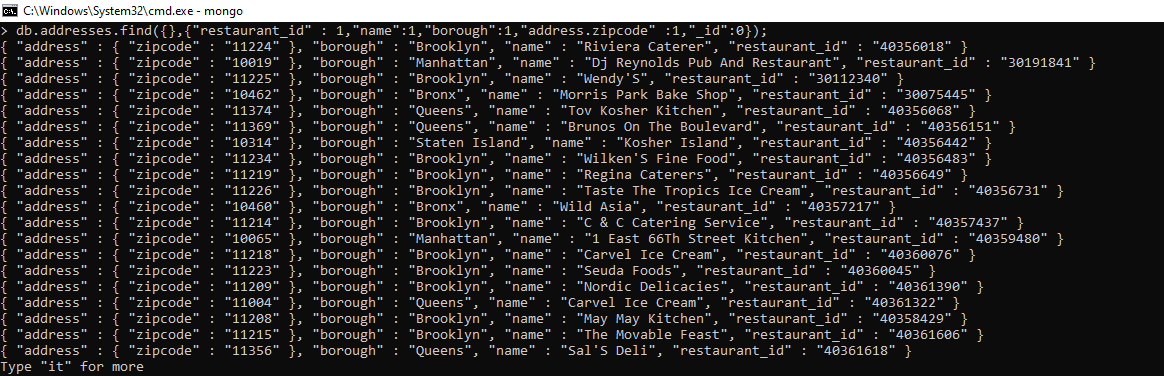 C:\Windows\System32\cmd.exe - mongo
> db.addresses.find({},{"restaurant_id" : 1,"name":1,"borough":1,"address.zipcode" :1,"_id":0});
{ "address" : { "zipcode" : "11224" }, "borough" : "Brooklyn", "name" : "Riviera Caterer", "restaurant_id" : "40356018" }
{ "address" : { "zipcode" : "10019" }, "borough" : "Manhattan", "name" : "Dj Reynolds Pub And Restaurant", "restaurant_id" : "30191841" }
{ "address" : { "zipcode" : "11225" }, "borough" : "Brooklyn", "name" : "Wendy'S", "restaurant_id" : "30112340" }
{ "address" : { "zipcode" : "10462" }, "borough" : "Bronx", "name" : "Morris Park Bake Shop", "restaurant_id" : "30075445" }
{ "address" : { "zipcode" : "11374" }, "borough" : "Queens", "name" : "Tov Kosher Kitchen", "restaurant_id" : "40356068" }
{ "address" : { "zipcode" : "11369" }, "borough" : "Queens", "name" : "Brunos On The Boulevard", "restaurant_id" : "40356151" }
{ "address" : { "zipcode" : "10314" }, "borough" : "Staten Island", "name" : "Kosher Island", "restaurant_id" : "40356442" }
{ "address" : { "zipcode" : "11234" }, "borough" : "Brooklyn", "name" : "Wilken'S Fine Food", "restaurant_id" : "40356483" }
{ "address" : { "zipcode" : "11219" }, "borough" : "Brooklyn", "name" : "Regina Caterers", "restaurant_id" : "40356649" }
{ "address" : { "zipcode" : "11226" }, "borough" : "Brooklyn", "name" : "Taste The Tropics Ice Cream", "restaurant_id" : "40356731" }
{ "address" : { "zipcode" : "10460" }, "borough" : "Bronx", "name" : "Wild Asia", "restaurant_id" : "40357217" }
{ "address" : { "zipcode" : "11214" }, "borough" : "Brooklyn", "name" : "C & C Catering Service", "restaurant_id" : "40357437" }
{ "address" : { "zipcode" : "10065" }, "borough" : "Manhattan", "name" : "1 East 66Th Street Kitchen", "restaurant_id" : "40359480" }
{ "address" : { "zipcode" : "11218" }, "borough" : "Brooklyn", "name" : "Carvel Ice Cream", "restaurant_id" : "40360076" }
{ "address" : { "zipcode" : "11223" }, "borough" : "Brooklyn", "name" : "Seuda Foods", "restaurant_id" : "40360045" }
{ "address" : { "zipcode" : "11209" }, "borough" : "Brooklyn", "name" : "Nordic Delicacies", "restaurant_id" : "40361390" }
{ "address" : { "zipcode" : "11004" }, "borough" : "Queens", "name" : "Carvel Ice Cream", "restaurant_id" : "40361322" }
{ "address" : { "zipcode" : "11208" }, "borough" : "Brooklyn", "name" : "May May Kitchen", "restaurant_id" : "40358429" }
{ "address" : { "zipcode" : "11215" }, "borough" : "Brooklyn", "name" : "The Movable Feast", "restaurant_id" : "40361606" }
{ "address" : { "zipcode" : "11356" }, "borough" : "Queens", "name" : "Sal'S Deli", "restaurant_id" : "40361618" }
Type "it" for more